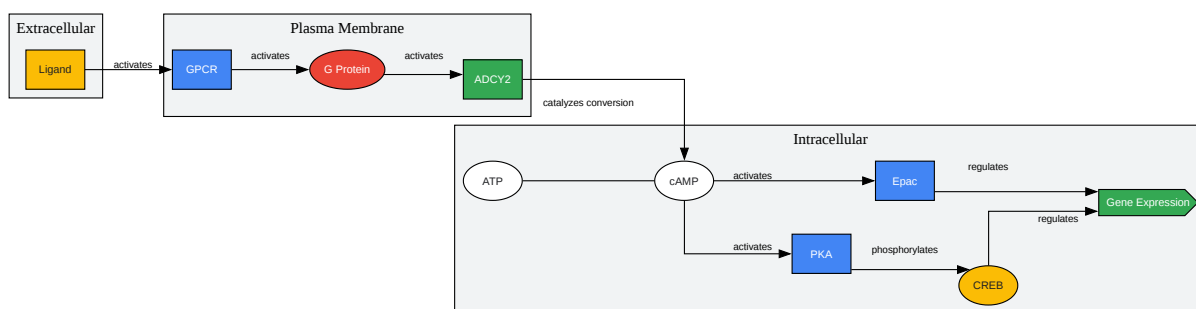 Extracellular
Ligand
activates
Plasma Membrane
GPCR
activates
G Protein
activates
ADCY2
catalyzes conversion
Intracellular
ATP
cAMP
activates
Epac
regulates
Gene Expression
activates
PKA
phosphorylates
CREB
regulates